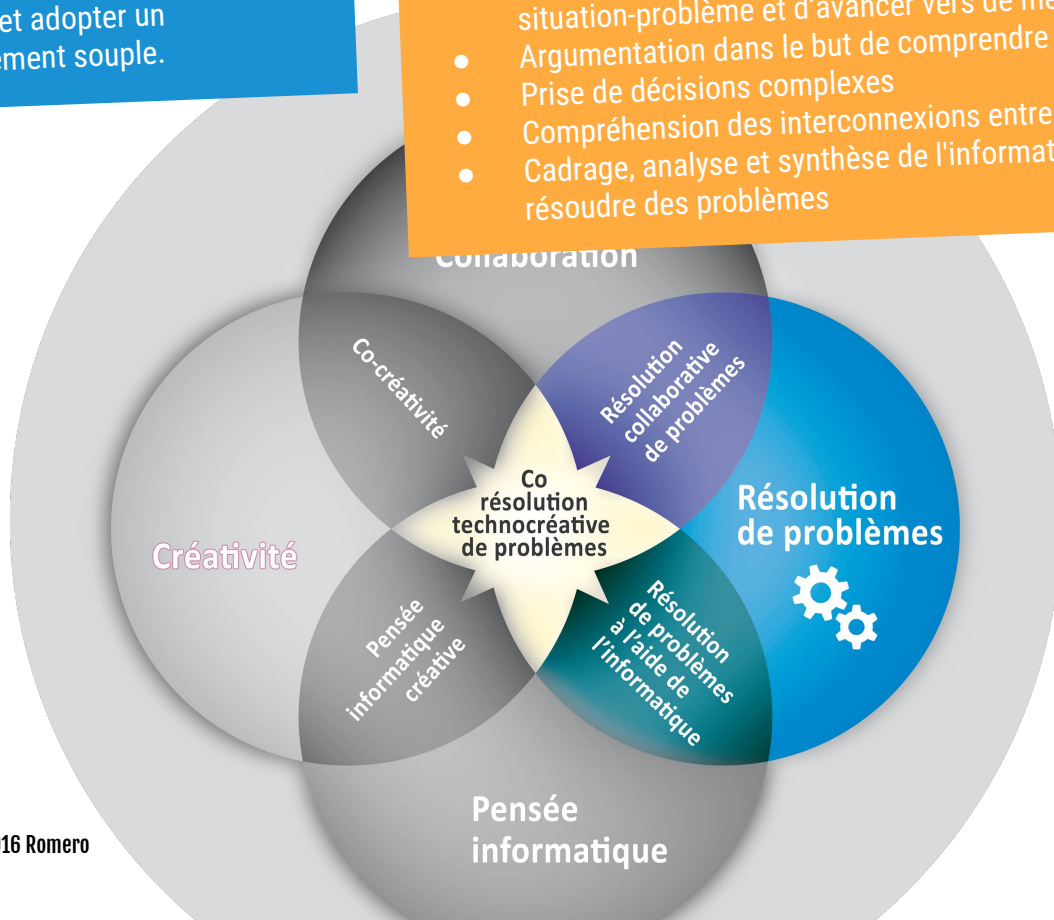 et adopter un
ement souple.
situation-problème et d'avancer vers de me
● Argumentation dans le but de comprendre
● Prise de décisions complexes
● Compréhension des interconnexions entre
● Cadrage, analyse et synthèse de l'informat
résoudre des problèmes
Collaboration
Co-créativité
Résolution
collaborative
de problèmes
Co
résolution
technocréative
de problèmes
Résolution
de problèmes
Créativité
Pensée
informatique
créative
Résolution
de problèmes
à l'aide de
l'informatique
Pensée
informatique
16 Romero